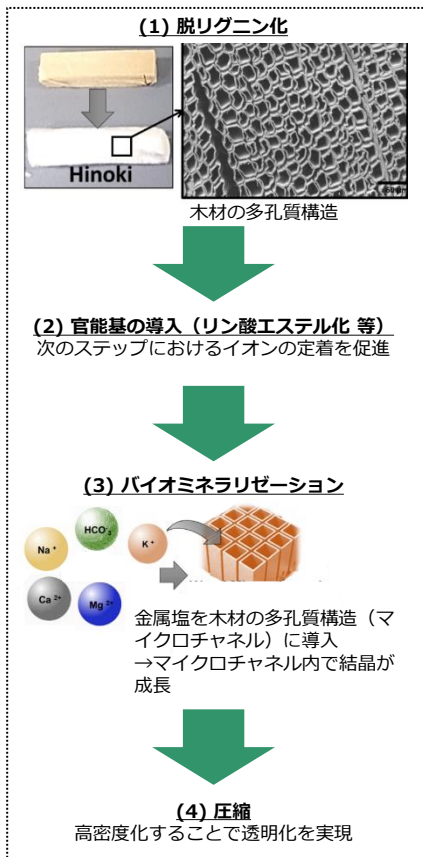 (1) 脱リグニン化
Hinoki
木材の多孔質構造
(2) 官能基の導入（リン酸エステル化 等）
次のステップにおけるイオンの定着を促進
(3) バイオミネラリゼーション
HCO⁻₃
Na⁺
K⁺
Ca²⁺
Mg²⁺
金属塩を木材の多孔質構造（マ
イクロチャネル）に導入
→マイクロチャネル内で結晶が
成長
(4) 圧縮
高密度化することで透明化を実現